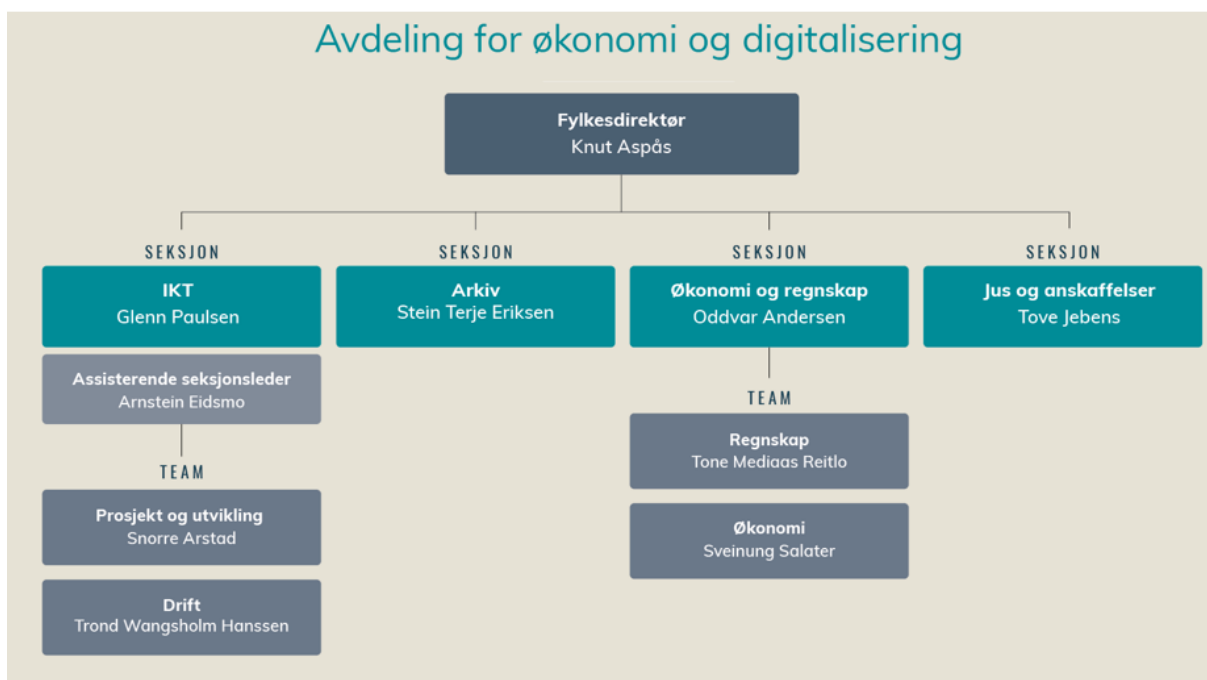 Avdeling for økonomi og digitalisering
Fylkesdirektør
Knut Aspås
SEKSJON
IKT
Glenn Paulsen
Assisterende seksjonsleder
Arnstein Eidsmo
TEAM
Prosjekt og utvikling
Snorre Arstad
Drift
Trond Wangsholm Hanssen
SEKSJON
Arkiv
Stein Terje Eriksen
SEKSJON
Økonomi og regnskap
Oddvar Andersen
TEAM
Regnskap
Tone Mediaas Reitlo
Økonomi
Sveinung Salater
SEKSJON
Jus og anskaffelser
Tove Jebens